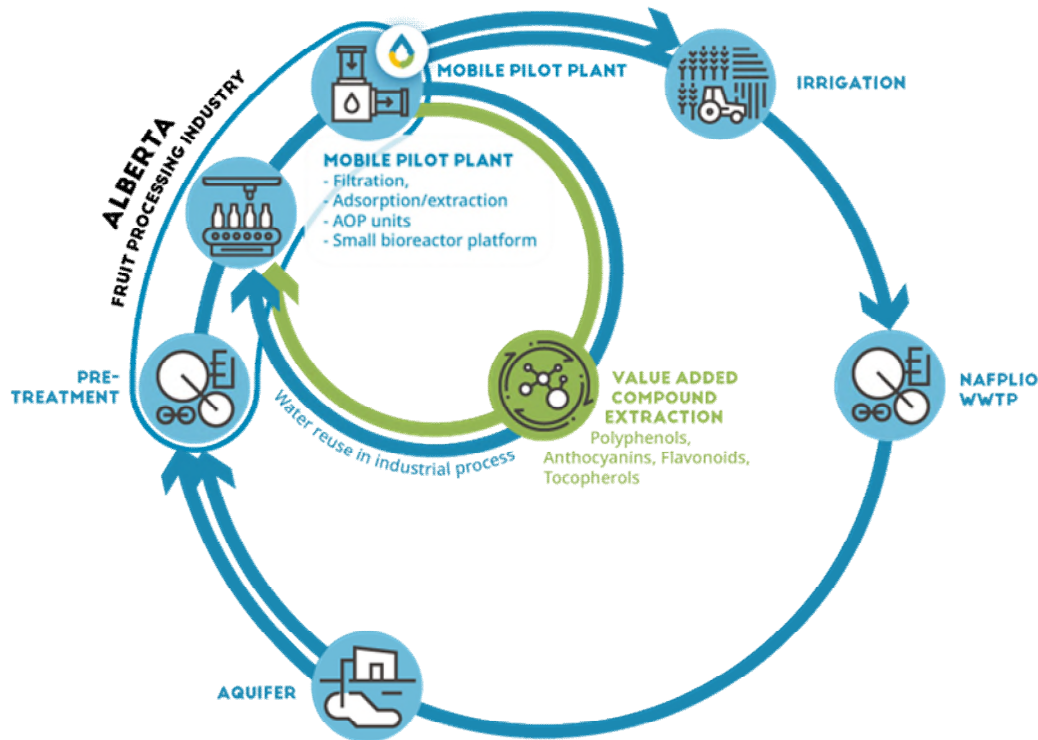 ALBERTA
FRUIT PROCESSING INDUSTRY
MOBILE PILOT PLANT
IRRIGATION
MOBILE PILOT PLANT
- Filtration,
- Adsorption/extraction
- AOP units
- Small bioreactor platform
PRE-
TREATMENT
VALUE ADDED
COMPOUND
EXTRACTION
Polyphenols,
Anthocyanins, Flavonoids,
Tocopherols
NAFPLIO
WWTP
Water reuse in industrial process
AQUIFER